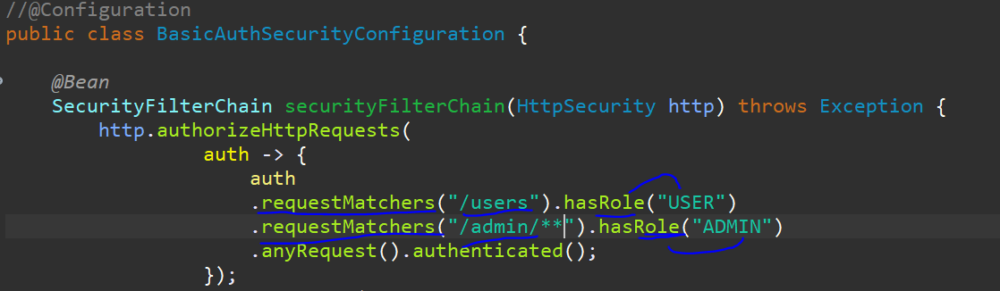 //@Configuration
public class BasicAuthSecurityConfiguration {
@Bean
SecurityFilterChain securityFilterChain(HttpSecurity http) throws Exception {
http.authorizeHttpRequests(
auth -> {
auth
.requestMatchers("/users").hasRole("USER")
.requestMatchers("/admin/**").hasRole("ADMIN")
.anyRequest().authenticated();
});